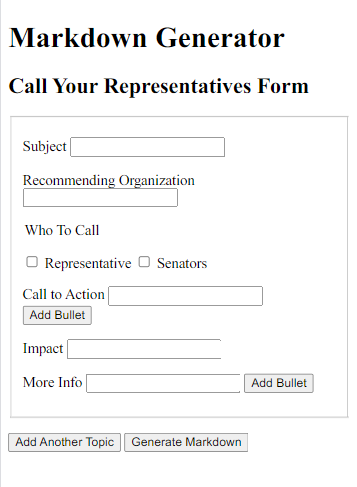 Markdown Generator
Call Your Representatives Form
Subject
Recommending Organization
Who To Call
Representative Senators
Call to Action
Add Bullet
Impact
More Info Add Bullet
Add Another Topic Generate Markdown